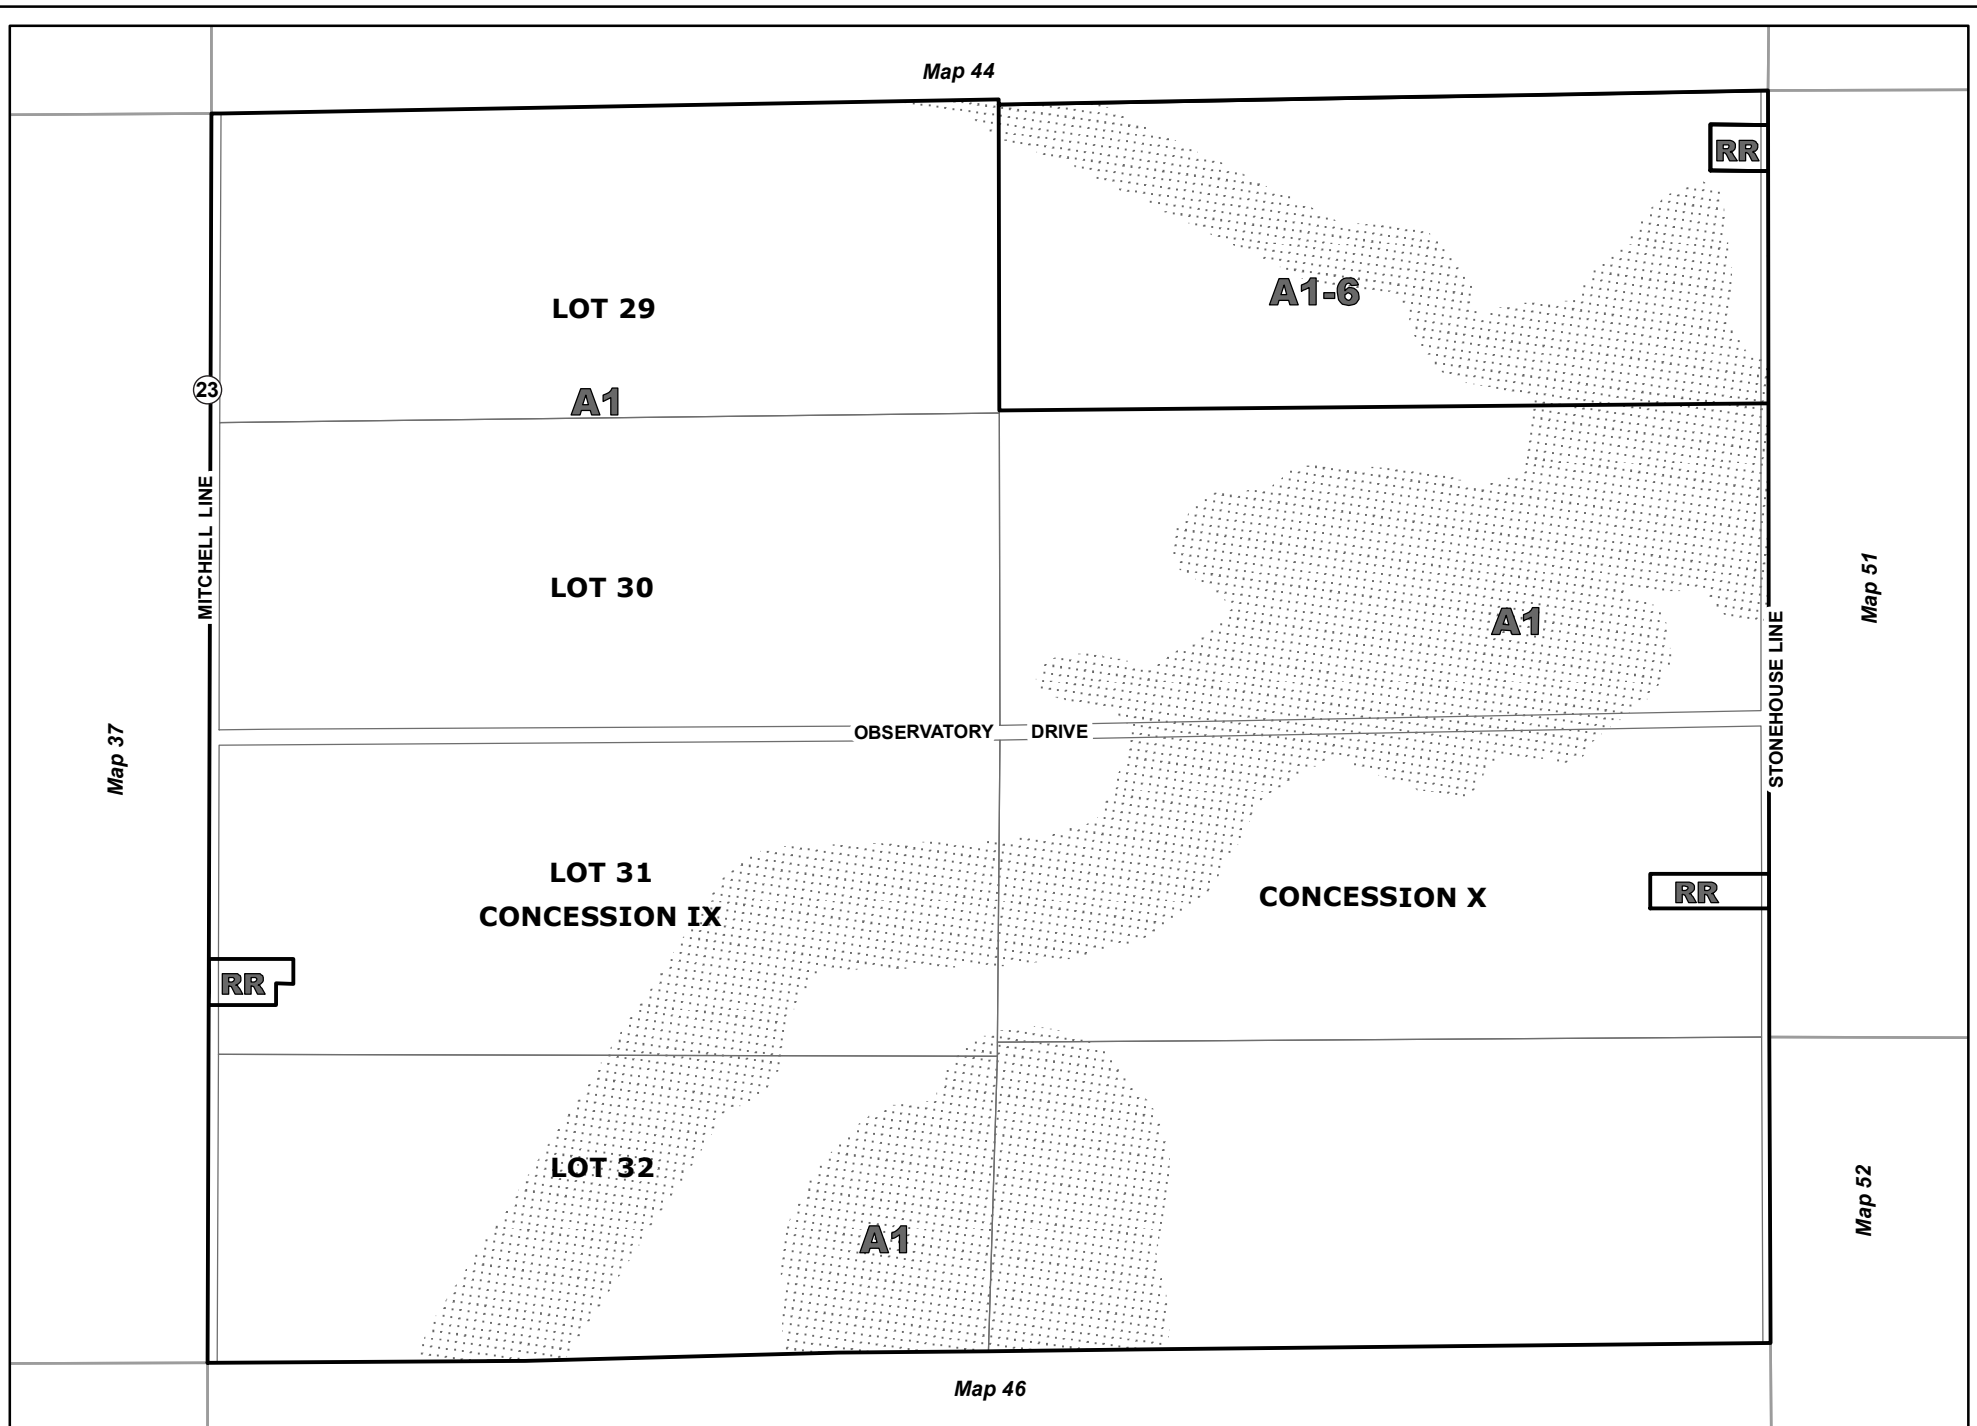 Map 44
RR
A1-6
LOT 29
23
A1
MITCHELL LINE
LOT 30
Map 51
A1
STONEHOUSE LINE
Map 37
OBSERVATORY DRIVE
LOT 31
CONCESSION IX
CONCESSION X
RR
RR
LOT 32
Map 52
A1
Map 46